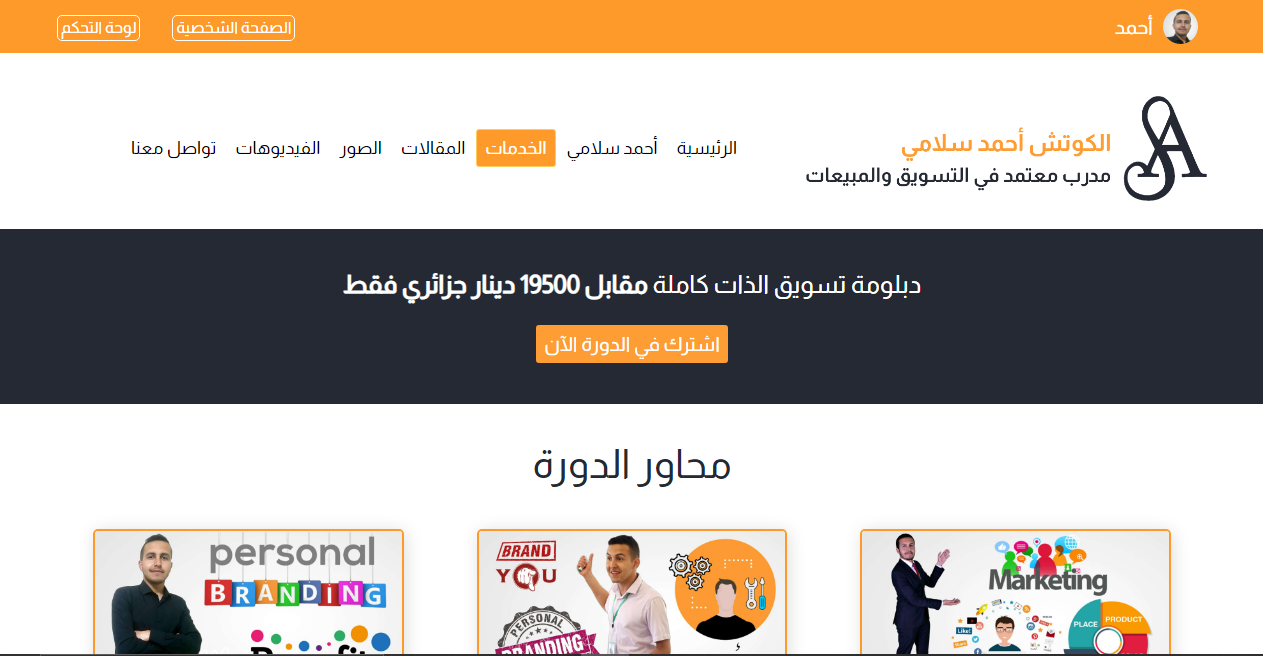 أحمد
الصفحة الشخصية
لوحة التحكم
الكوتش أحمد سلامي
مدرب معتمد في التسويق والمبيعات
الرئيسية أحمد سلامي الخدمات المقالات الصور الفيديوهات تواصل معنا
دبلومة تسويق الذات كاملة مقابل 19500 دينار جزائري فقط
اشترك في الدورة الآن
محاور الدورة
Marketing
PLACE
PRODUCT
Like!
BRAND
YOU
PERSONAL
BRANDING
personal
BRANDING